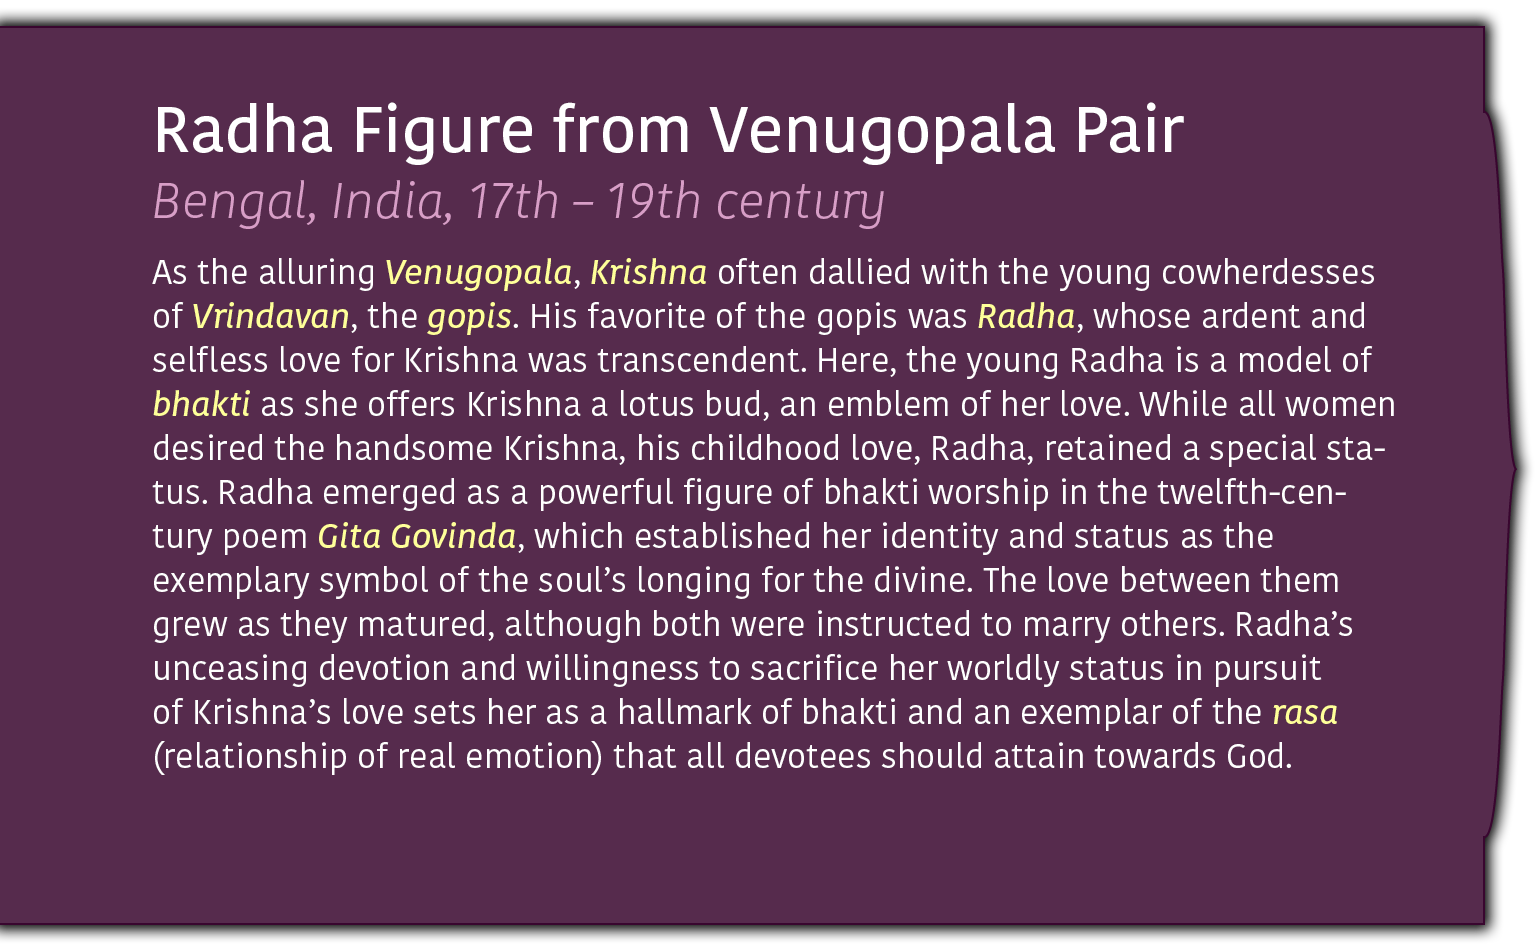 Radha Figure from Venugopala Pair
Bengal, India, 17th – 19th century
As the alluring Venugopala, Krishna often dallied with the young cowherdesses
of Vrindavan, the gopis. His favorite of the gopis was Radha, whose ardent and
selfless love for Krishna was transcendent. Here, the young Radha is a model of
bhakti as she offers Krishna a lotus bud, an emblem of her love. While all women
desired the handsome Krishna, his childhood love, Radha, retained a special sta-
tus. Radha emerged as a powerful figure of bhakti worship in the twelfth-cen-
tury poem Gita Govinda, which established her identity and status as the
exemplary symbol of the soul’s longing for the divine. The love between them
grew as they matured, although both were instructed to marry others. Radha’s
unceasing devotion and willingness to sacrifice her worldly status in pursuit
of Krishna’s love sets her as a hallmark of bhakti and an exemplar of the rasa
(relationship of real emotion) that all devotees should attain towards God.